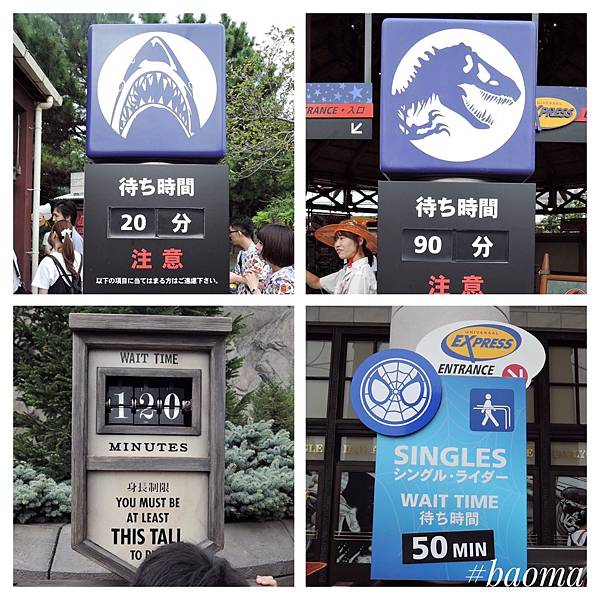 待ち時間
20 分
注意
以下の項目に当てはまる方はご遠慮下さい。
RANCE・入口
UNIVERSAL
EXPRESS
待ち時間
90 分
注意
WAIT TIME
120
MINUTES
身長制限
YOU MUST BE
AT LEAST
THIS TALL
UNIVERSAL
EXPRESS
ENTRANCE
SINGLES
シングル・ライダー
WAIT TIME
待ち時間
50 MIN
#baoma